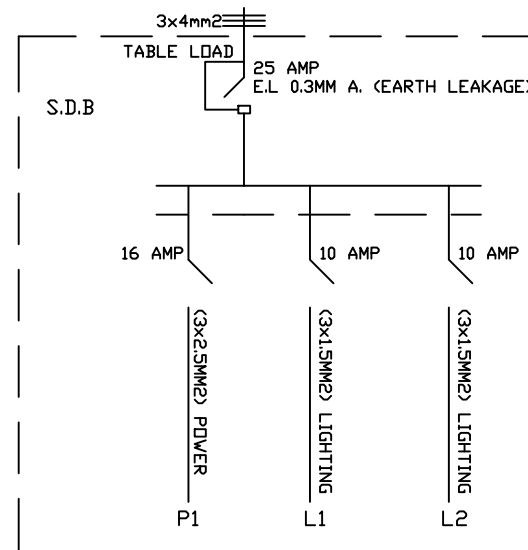 3x4mm2
TABLE LOAD
25 AMP
E.L 0.3MM A. (EARTH LEAKAGE)
S.D.B
16 AMP
10 AMP
10 AMP
(3x2.5MM2) POWER
(3x1.5MM2) LIGHTING
(3x1.5MM2) LIGHTING
P1
L1
L2